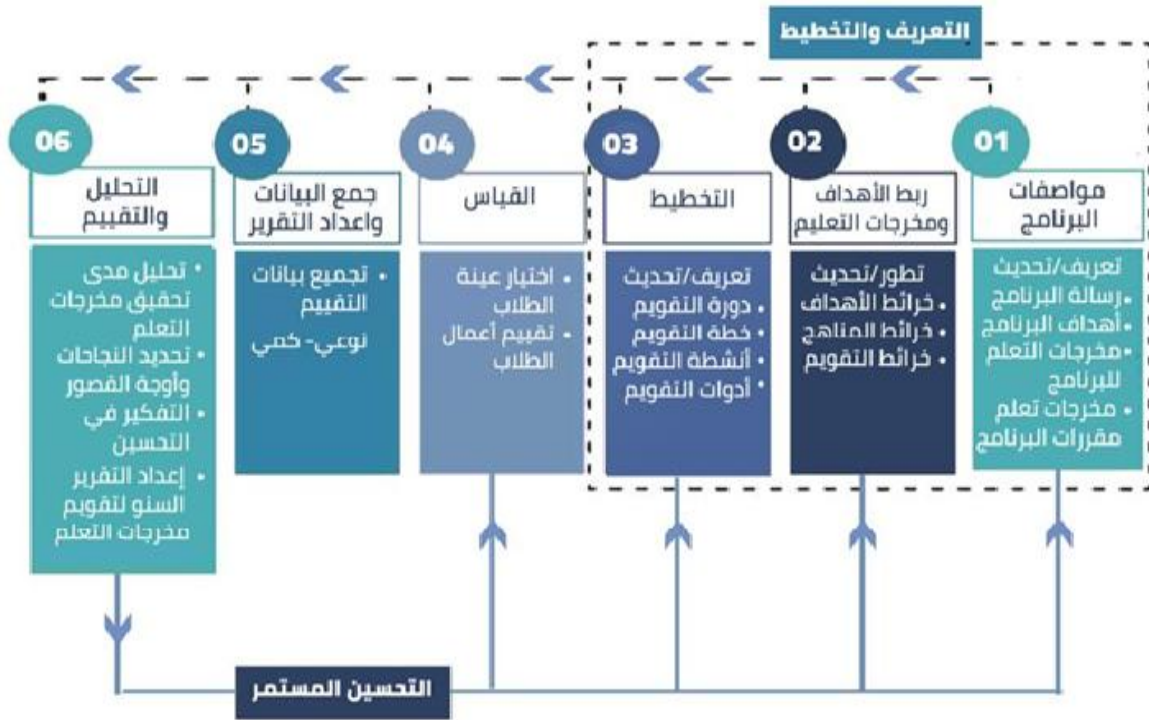 التعريف والتخطيط
01
مواصفات
البرنامج
تعريف/تحديث
رسالة البرنامج •
أهداف البرنامج •
مخرجات التعلم •
للبرنامج
مخرجات تعلم •
مقررات البرنامج
02
ربط الأهداف
ومخرجات التعليم
تطور/تحديث
خرائط الأهداف •
خرائط المناهج •
خرائط التقويم •
03
التخطيط
تعريف/تحديث
دورة التقويم •
خطة التقويم •
أنشطة التقويم •
أدوات التقويم •
04
القياس
اختيار عينة •
الطلاب
تقييم أعمال •
الطلاب
05
جمع البيانات
واعداد التقرير
تجميع بيانات •
التقييم
نوعي- كمي
06
التحليل
والتقييم
تحليل مدى •
تحقيق مخرجات
التعلم
تحديد النجاحات •
وأوجة القصور
التفكير في •
التحسين
إعداد التقرير •
السنو لتقويم
مخرجات التعلم
التحسين المستمر